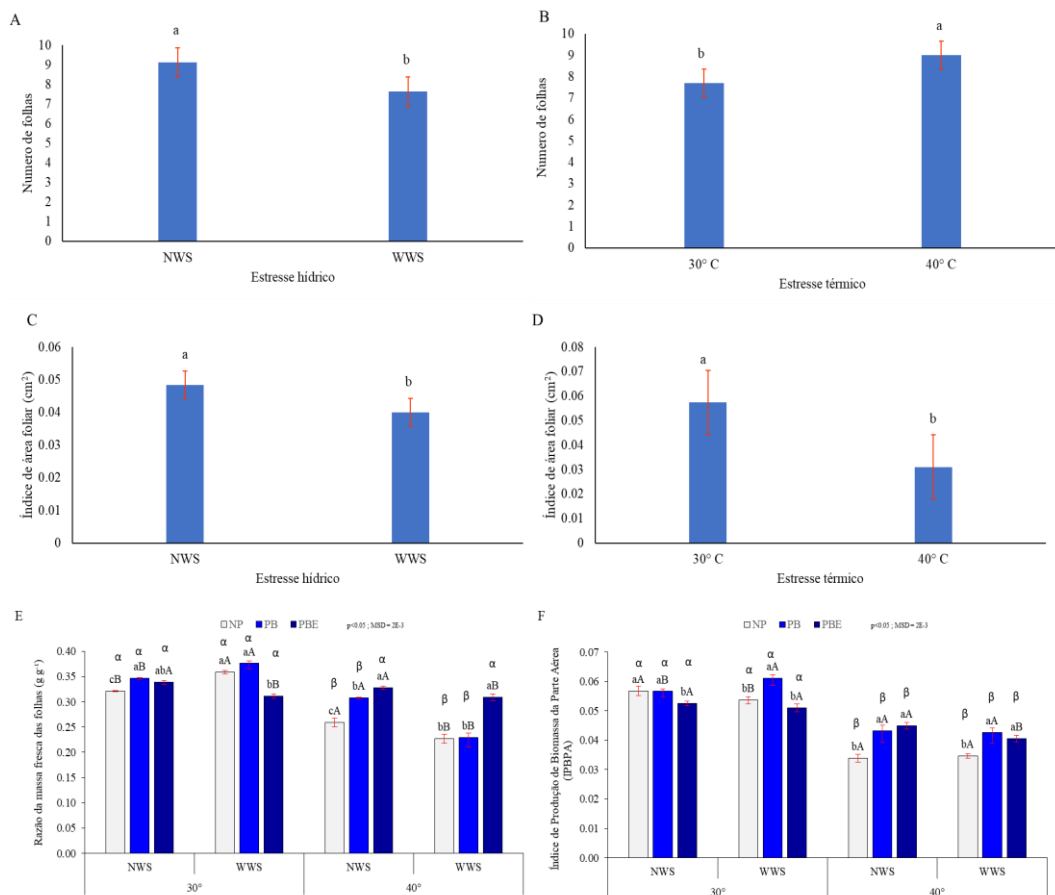 A
a
b
10
9
8
7
6
5
4
3
2
1
0
Numero de folhas
NWS
WWS
Estresse hídrico
B
b
a
10
9
8
7
6
5
4
3
2
1
0
Numero de folhas
30° C
40° C
Estresse térmico
C
a
b
0.06
0.05
0.04
0.03
0.02
0.01
0
Índice de área foliar (cm²)
NWS
WWS
Estresse hídrico
D
a
b
0.08
0.07
0.06
0.05
0.04
0.03
0.02
0.01
0
Índice de área foliar (cm²)
30° C
40° C
Estresse térmico
E
NP PB PBE p<0.05 ; MSD = 2E-3
α α α α α α β β α β β α
cB aB abA aA aA bB cA bA aA bB bB aB
0.40
0.35
0.30
0.25
0.20
0.15
0.10
0.05
0.00
Razão da massa fresca das folhas (g g⁻¹)
NWS WWS NWS WWS
30° 40°
F
NP PB PBE p<0.05 ; MSD = 2E-3
α α α α α α β β β β β β
aA aB bA bB aA bA bA aA aA bA aA aB
0.07
0.06
0.05
0.04
0.03
0.02
0.01
0.00
Índice de Produção de Biomassa da Parte Aérea
(IPBPA)
NWS WWS NWS WWS
30° 40°